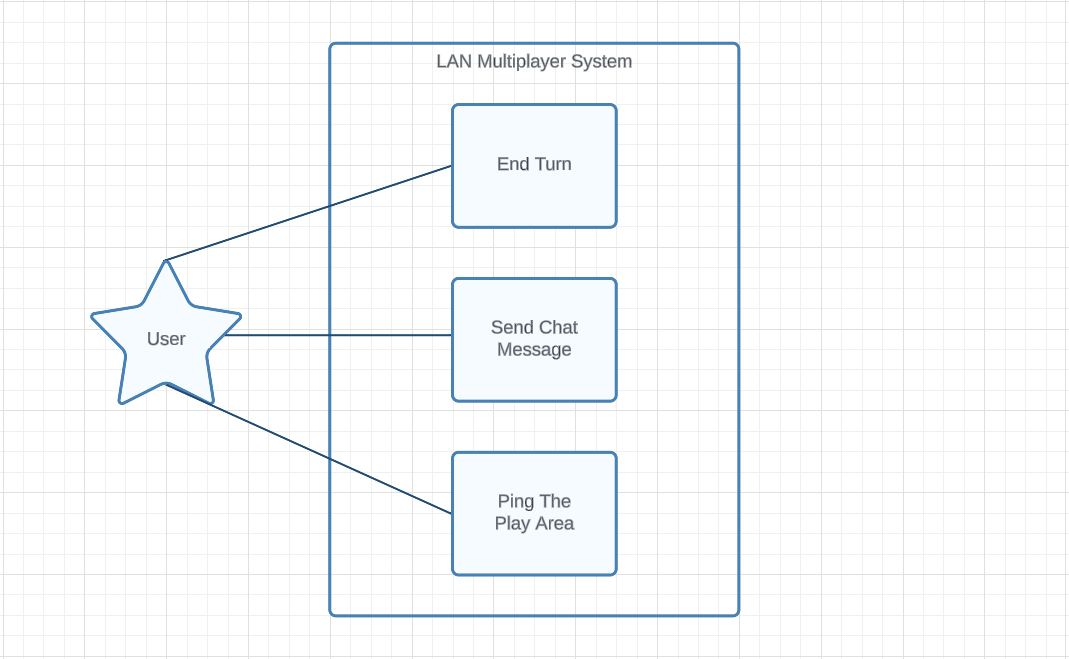 LAN Multiplayer System
End Turn
User
Send Chat
Message
Ping The
Play Area